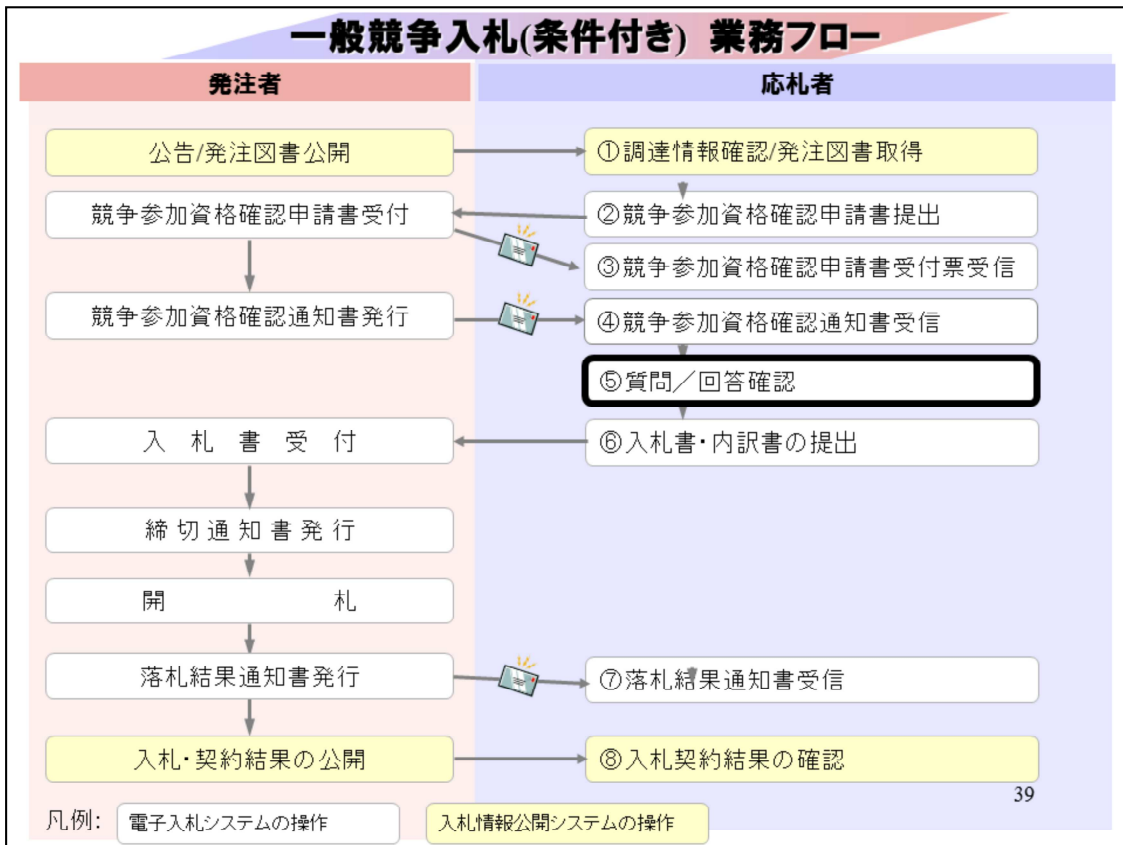 一般競争入札(条件付き) 業務フロー
発注者
応札者
公告/発注図書公開
①調達情報確認/発注図書取得
競争参加資格確認申請書受付
②競争参加資格確認申請書提出
③競争参加資格確認申請書受付票受信
競争参加資格確認通知書発行
④競争参加資格確認通知書受信
⑤質問／回答確認
入 札 書 受 付
⑥入札書・内訳書の提出
締 切 通 知 書 発 行
開 札
落札結果通知書発行
⑦落札結果通知書受信
入札・契約結果の公開
⑧入札契約結果の確認
39
凡例:
電子入札システムの操作
入札情報公開システムの操作